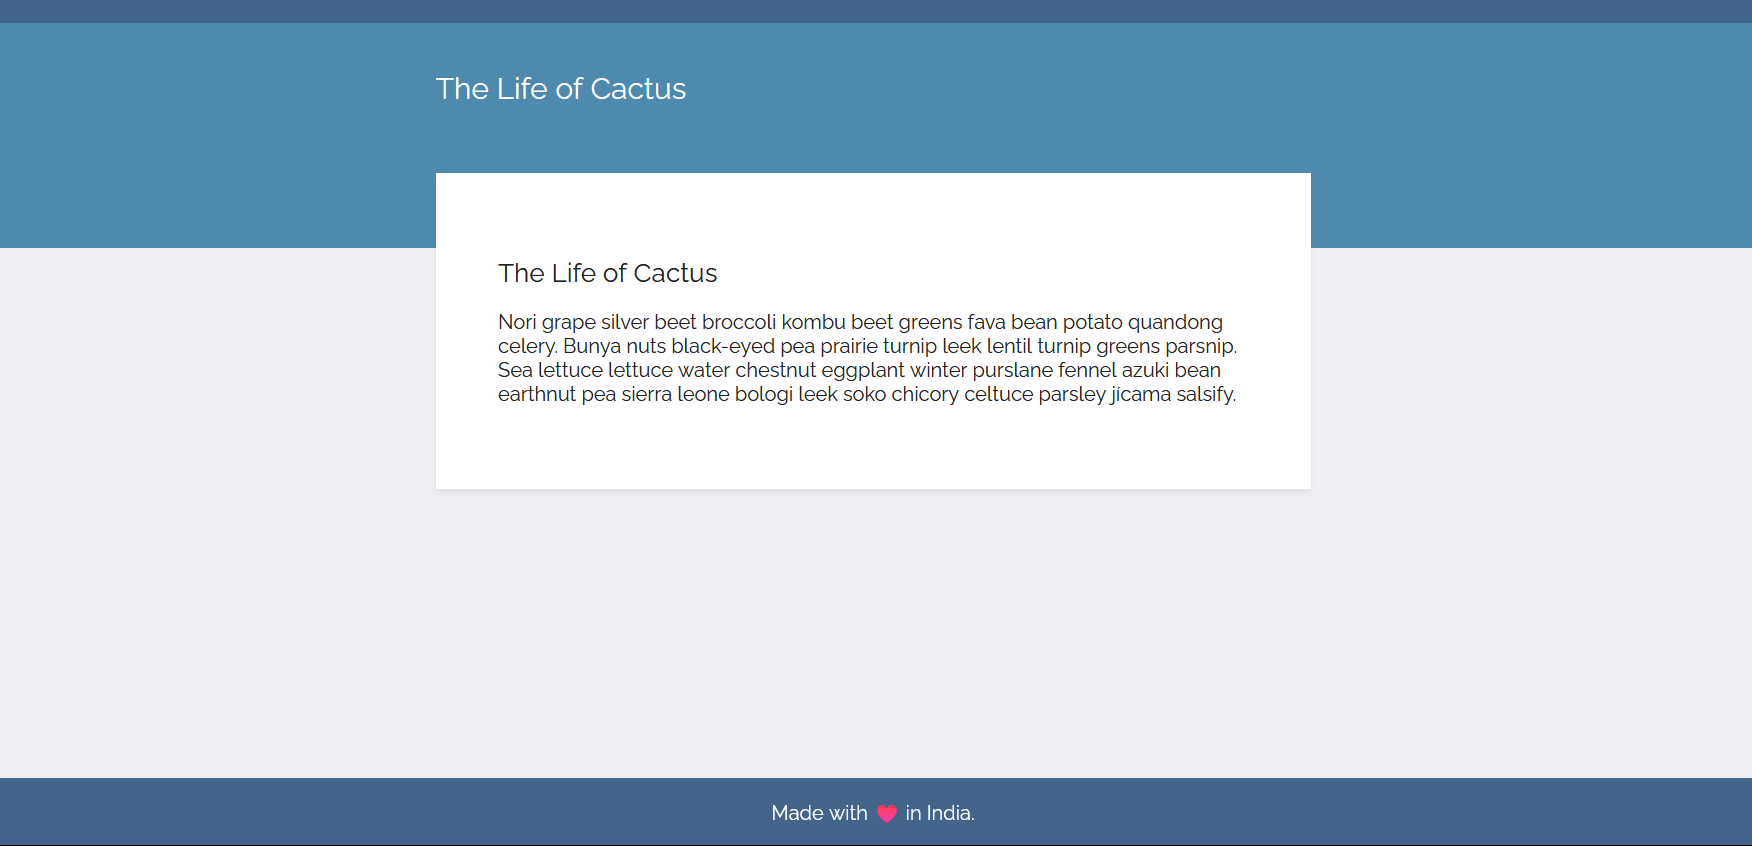 The Life of Cactus
The Life of Cactus
Nori grape silver beet broccoli kombu beet greens fava bean potato quandong
celery. Bunya nuts black-eyed pea prairie turnip leek lentil turnip greens parsnip.
Sea lettuce lettuce water chestnut eggplant winter purslane fennel azuki bean
earthnut pea sierra leone bologi leek soko chicory celtuce parsley jícama salsify.
Made with ❤ in India.